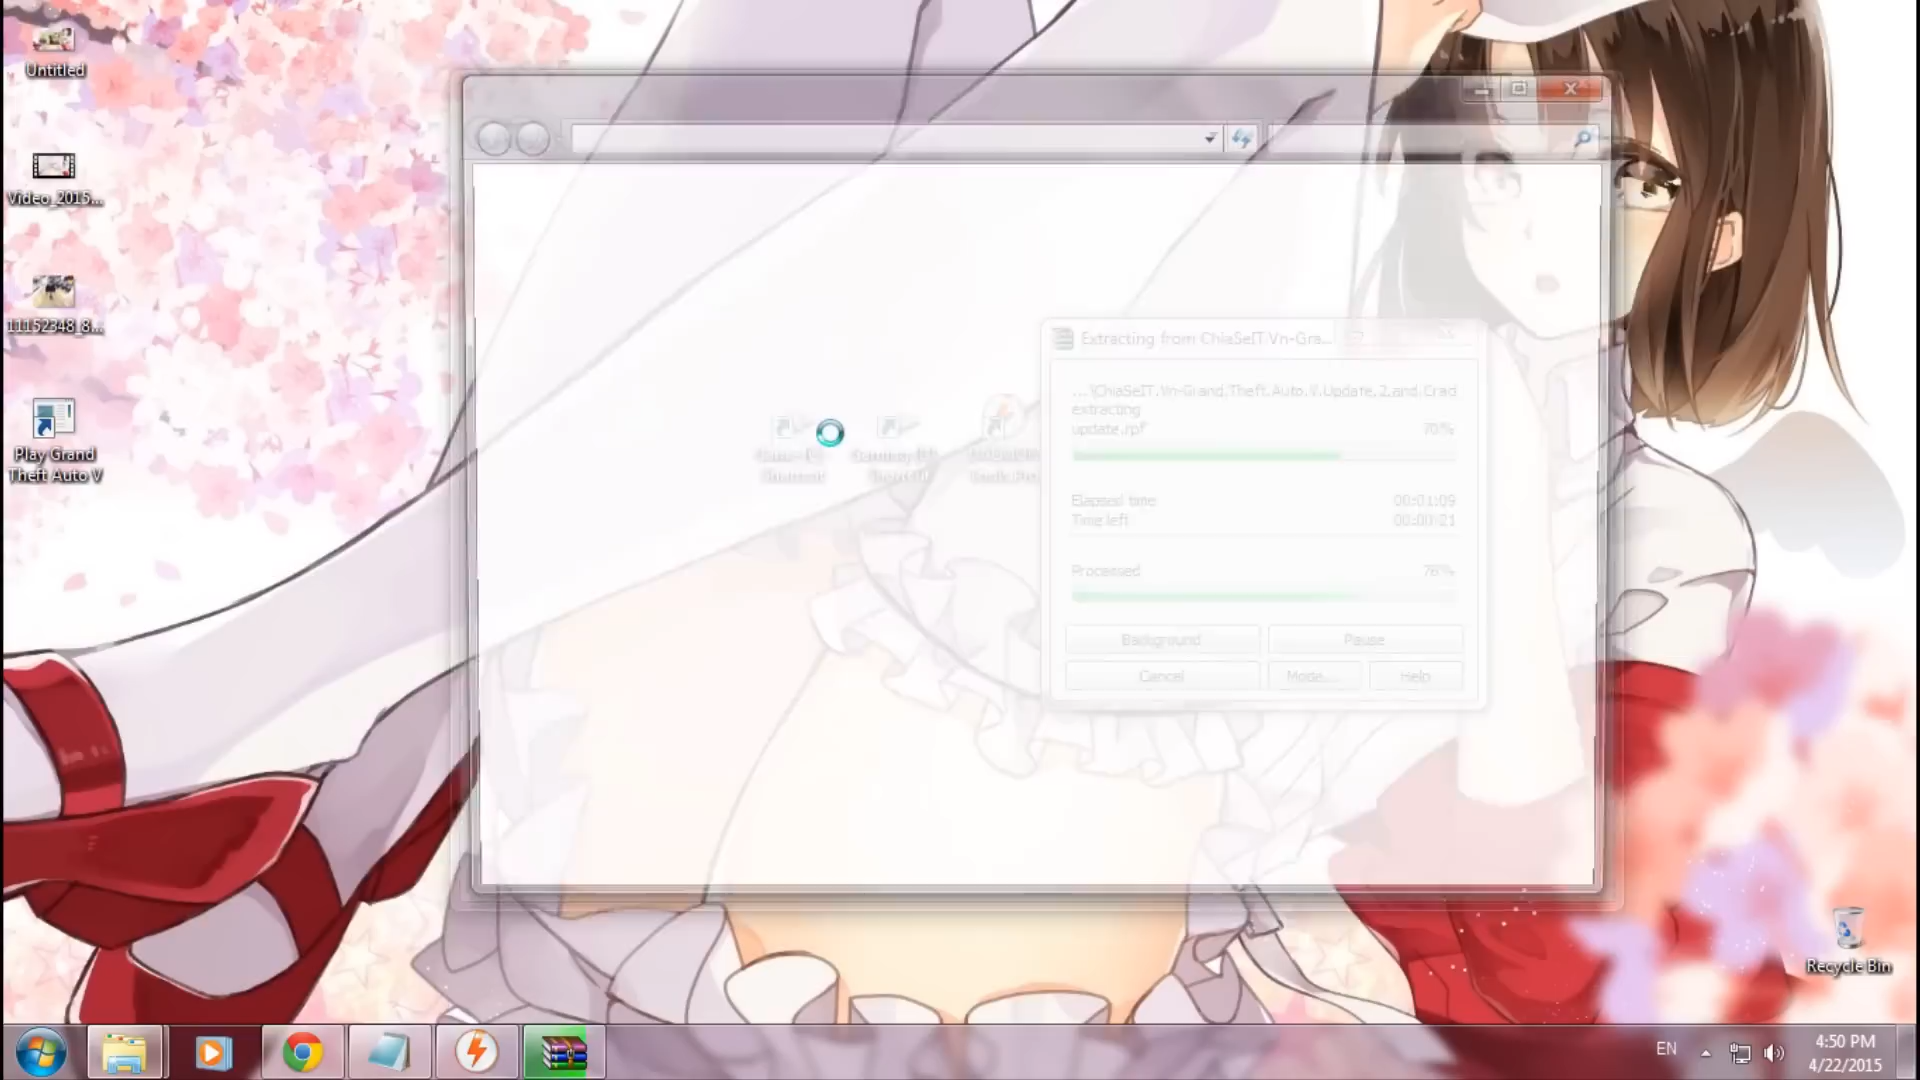 Untitled
Video_2015...
11152348_8...
Play Grand
Theft Auto V
Extracting from ChiaSeIT.Vn-Gra...
...\ChiaSeIT.Vn-Grand.Theft.Auto.V.Update.2.and.Crac
extracting
update.rpf 70%
Elapsed time 00:01:09
Time left 00:00:21
Processed 76%
Background
Pause
Cancel
Mode...
Help
Recycle Bin
EN
4:50 PM
4/22/2015